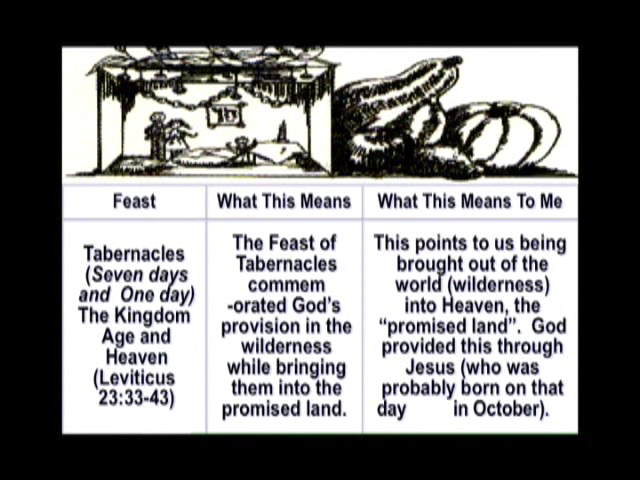 Feast
What This Means
What This Means To Me
Tabernacles
(Seven days
and One day)
The Kingdom
Age and
Heaven
(Leviticus
23:33-43)
The Feast of
Tabernacles
commem
-orated God's
provision in the
wilderness
while bringing
them into the
promised land.
This points to us being
brought out of the
world (wilderness)
into Heaven, the
“promised land”. God
provided this through
Jesus (who was
probably born on that
day in October).